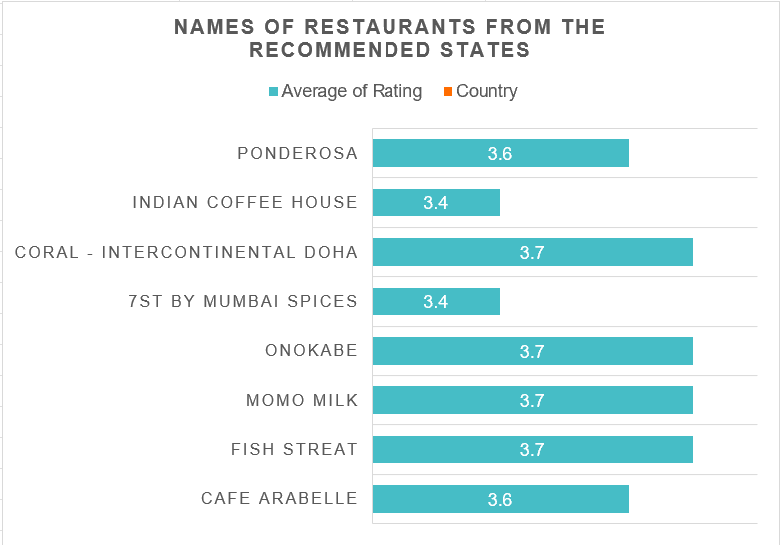 NAMES OF RESTAURANTS FROM THE
RECOMMENDED STATES
Average of Rating Country
PONDEROSA 3.6
INDIAN COFFEE HOUSE 3.4
CORAL - INTERCONTINENTAL DOHA 3.7
7ST BY MUMBAI SPICES 3.4
ONOKABE 3.7
MOMO MILK 3.7
FISH STREAT 3.7
CAFE ARABELLE 3.6